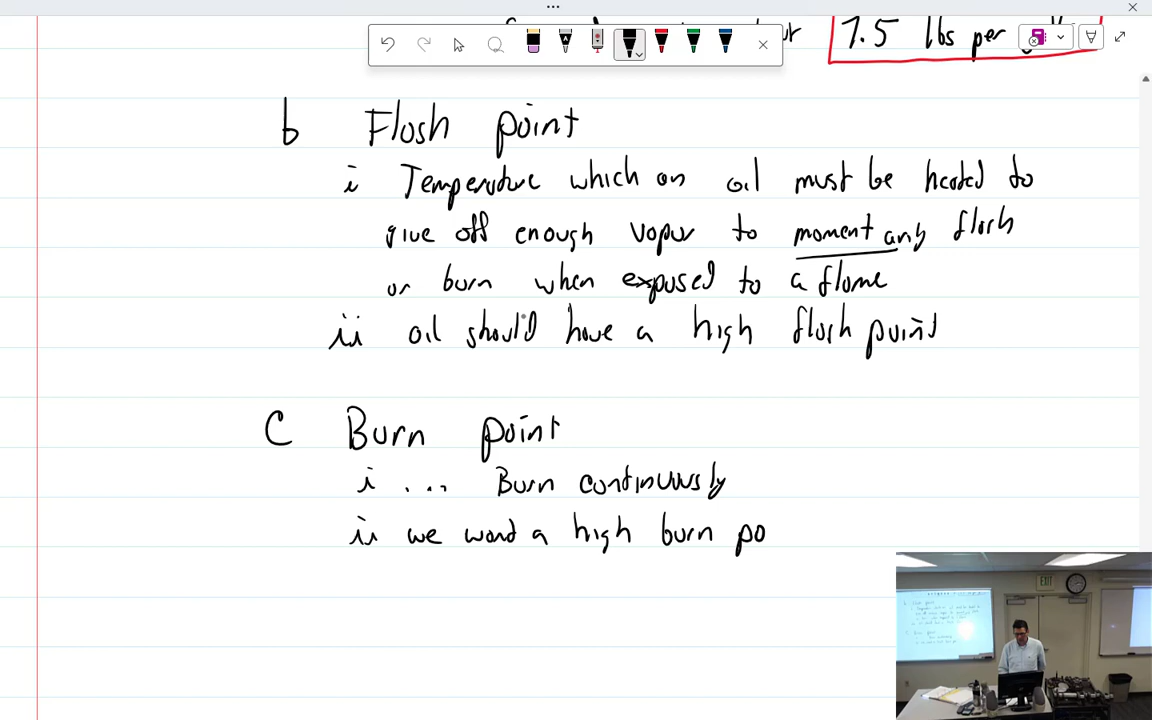 7.5 lbs per
b Flash point
i Temperature which an oil must be heated to
give off enough vapor to momentarily flash
or burn when exposed to a flame
ii oil should have a high flash point
C Burn point
i ... Burn continuously
ii we want a high burn po
EXIT